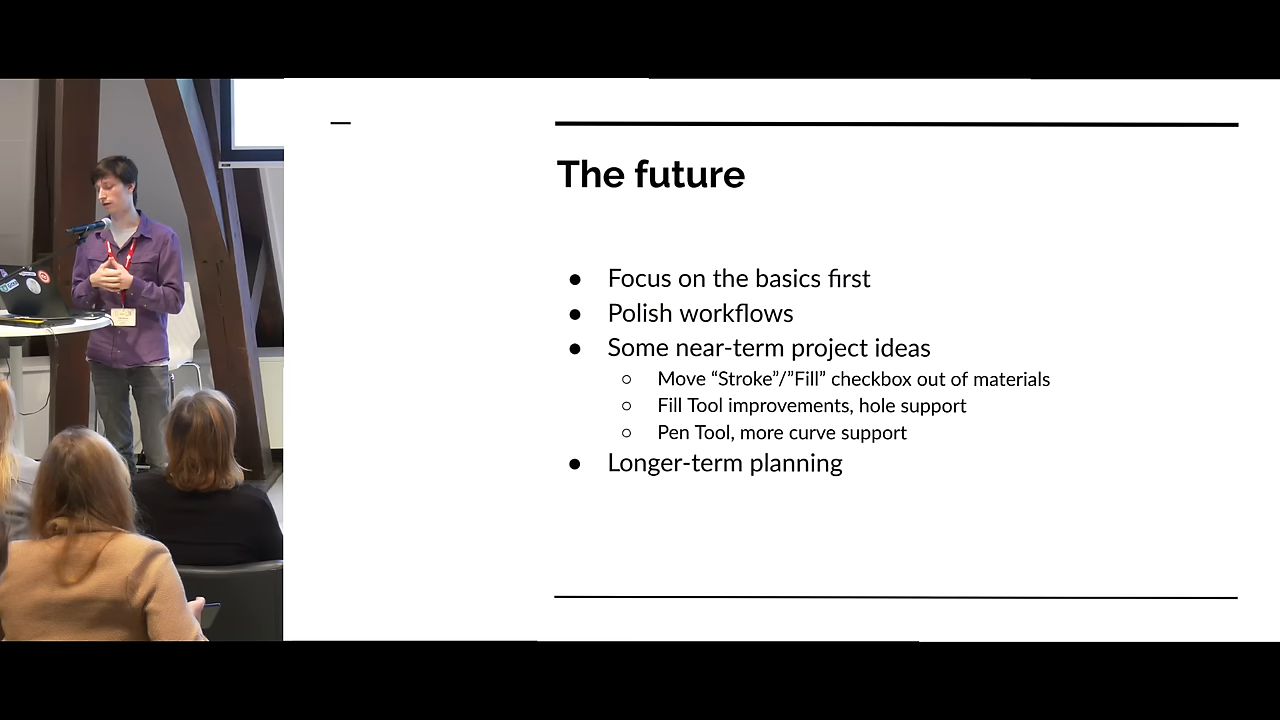 The future
● Focus on the basics first
● Polish workflows
● Some near-term project ideas
○ Move “Stroke”/”Fill” checkbox out of materials
○ Fill Tool improvements, hole support
○ Pen Tool, more curve support
● Longer-term planning